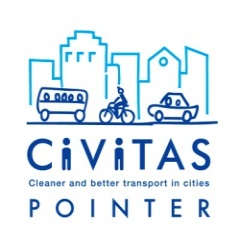 CiViTAS
Cleaner and better transport in cities
POINTER